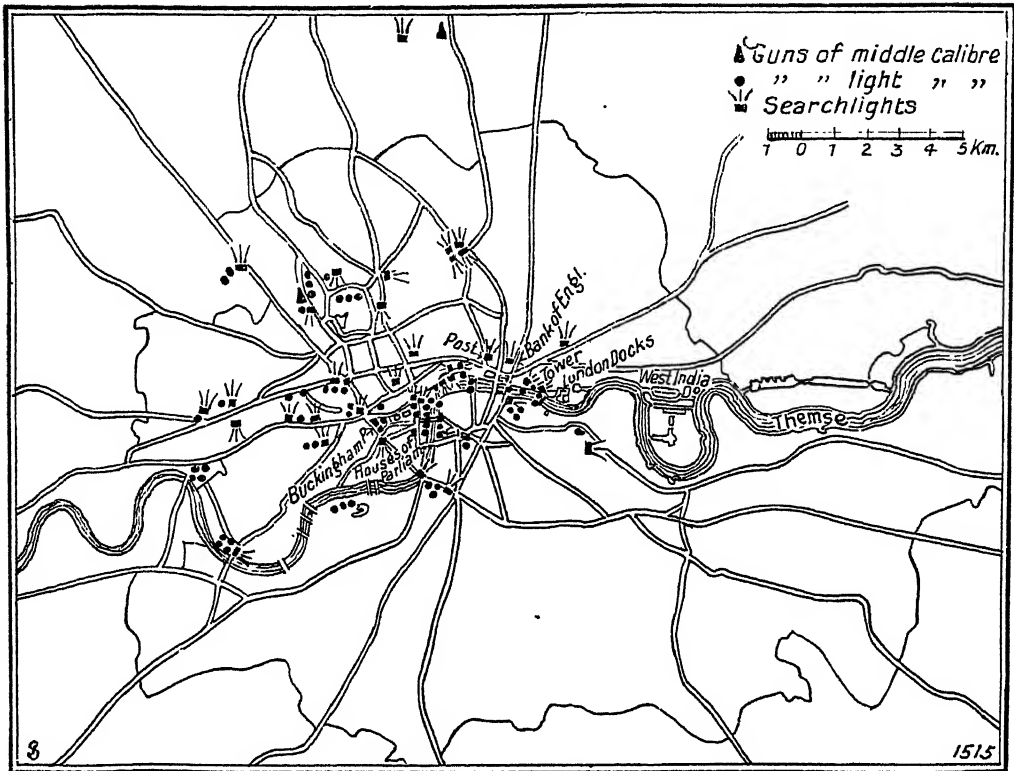 Guns of middle calibre
" " light " "
Searchlights
1 0 1 2 3 4 5 Km.
Bank of Engl.
Post
Tower
London Docks
West India
Do
Themse
Buckingham
Houses of
Parliam
1515